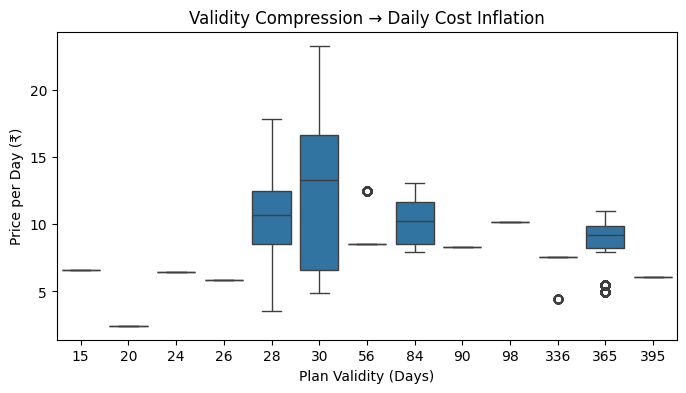 Validity Compression → Daily Cost Inflation
Price per Day (₹)
20
15
10
5
15 20 24 26 28 30 56 84 90 98 336 365 395
Plan Validity (Days)